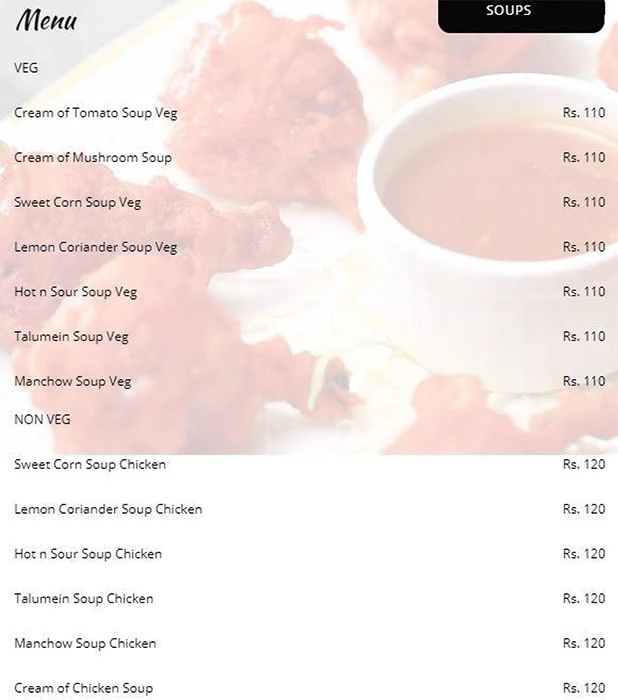 Menu
SOUPS
VEG
Cream of Tomato Soup Veg Rs. 110
Cream of Mushroom Soup Rs. 110
Sweet Corn Soup Veg Rs. 110
Lemon Coriander Soup Veg Rs. 110
Hot n Sour Soup Veg Rs. 110
Talumein Soup Veg Rs. 110
Manchow Soup Veg Rs. 110
NON VEG
Sweet Corn Soup Chicken Rs. 120
Lemon Coriander Soup Chicken Rs. 120
Hot n Sour Soup Chicken Rs. 120
Talumein Soup Chicken Rs. 120
Manchow Soup Chicken Rs. 120
Cream of Chicken Soup Rs. 120